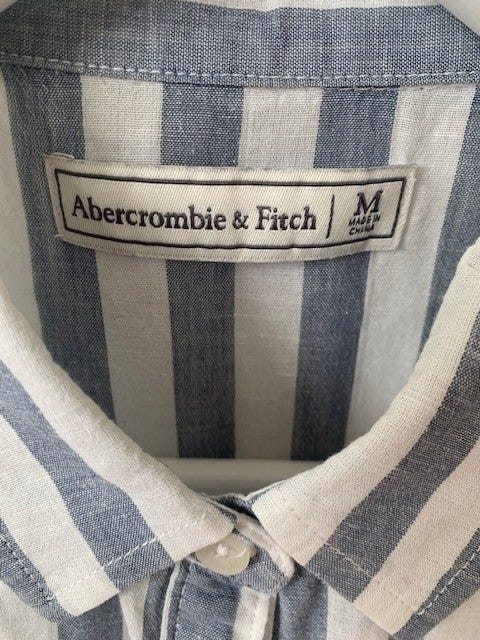 Abercrombie & Fitch | M
MADE IN
CHINA